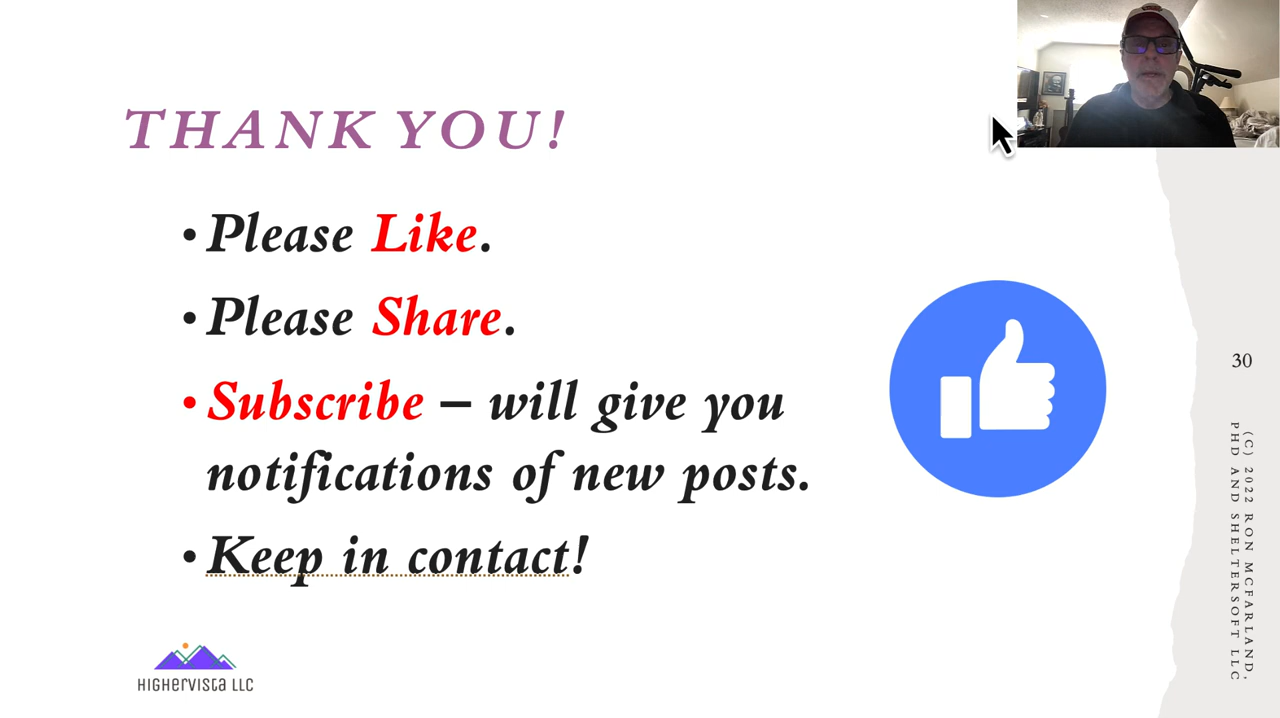 THANK YOU!
• Please Like.
• Please Share.
• Subscribe – will give you
notifications of new posts.
• Keep in contact!
30
(C) 2022 RON MCFARLAND,
PHD AND SHELTERSOFT LLC
HIGHERVISTA LLC